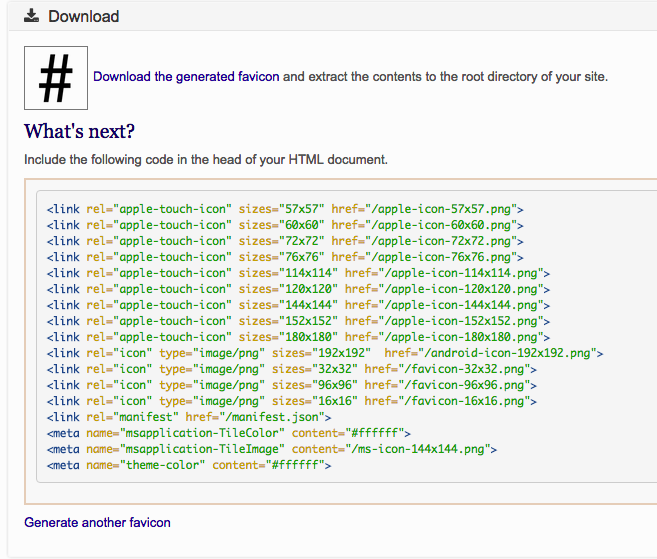 Download
#
Download the generated favicon and extract the contents to the root directory of your site.
What's next?
Include the following code in the head of your HTML document.
<link rel="apple-touch-icon" sizes="57x57" href="/apple-icon-57x57.png">
<link rel="apple-touch-icon" sizes="60x60" href="/apple-icon-60x60.png">
<link rel="apple-touch-icon" sizes="72x72" href="/apple-icon-72x72.png">
<link rel="apple-touch-icon" sizes="76x76" href="/apple-icon-76x76.png">
<link rel="apple-touch-icon" sizes="114x114" href="/apple-icon-114x114.png">
<link rel="apple-touch-icon" sizes="120x120" href="/apple-icon-120x120.png">
<link rel="apple-touch-icon" sizes="144x144" href="/apple-icon-144x144.png">
<link rel="apple-touch-icon" sizes="152x152" href="/apple-icon-152x152.png">
<link rel="apple-touch-icon" sizes="180x180" href="/apple-icon-180x180.png">
<link rel="icon" type="image/png" sizes="192x192"  href="/android-icon-192x192.png">
<link rel="icon" type="image/png" sizes="32x32" href="/favicon-32x32.png">
<link rel="icon" type="image/png" sizes="96x96" href="/favicon-96x96.png">
<link rel="icon" type="image/png" sizes="16x16" href="/favicon-16x16.png">
<link rel="manifest" href="/manifest.json">
<meta name="msapplication-TileColor" content="#ffffff">
<meta name="msapplication-TileImage" content="/ms-icon-144x144.png">
<meta name="theme-color" content="#ffffff">
Generate another favicon